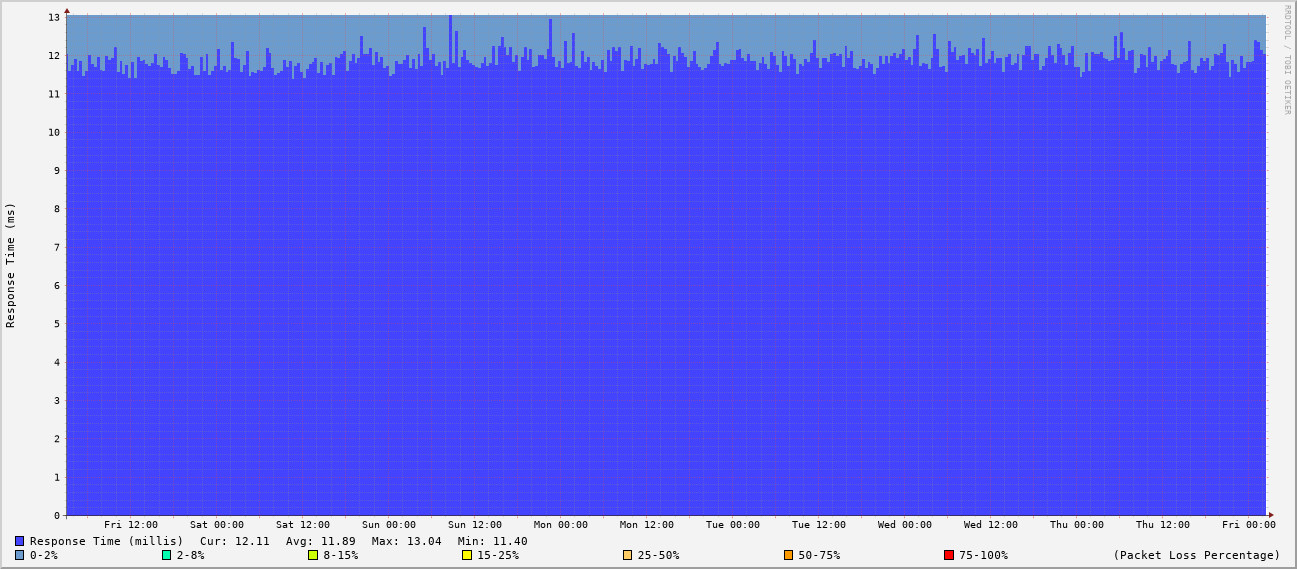 RRDTOOL / TOBI OETIKER
Response Time (ms)
13
12
11
10
9
8
7
6
5
4
3
2
1
0
Fri 12:00 Sat 00:00 Sat 12:00 Sun 00:00 Sun 12:00 Mon 00:00 Mon 12:00 Tue 00:00 Tue 12:00 Wed 00:00 Wed 12:00 Thu 00:00 Thu 12:00 Fri 00:00
Response Time (millis) Cur: 12.11 Avg: 11.89 Max: 13.04 Min: 11.40
0-2% 2-8% 8-15% 15-25% 25-50% 50-75% 75-100% (Packet Loss Percentage)